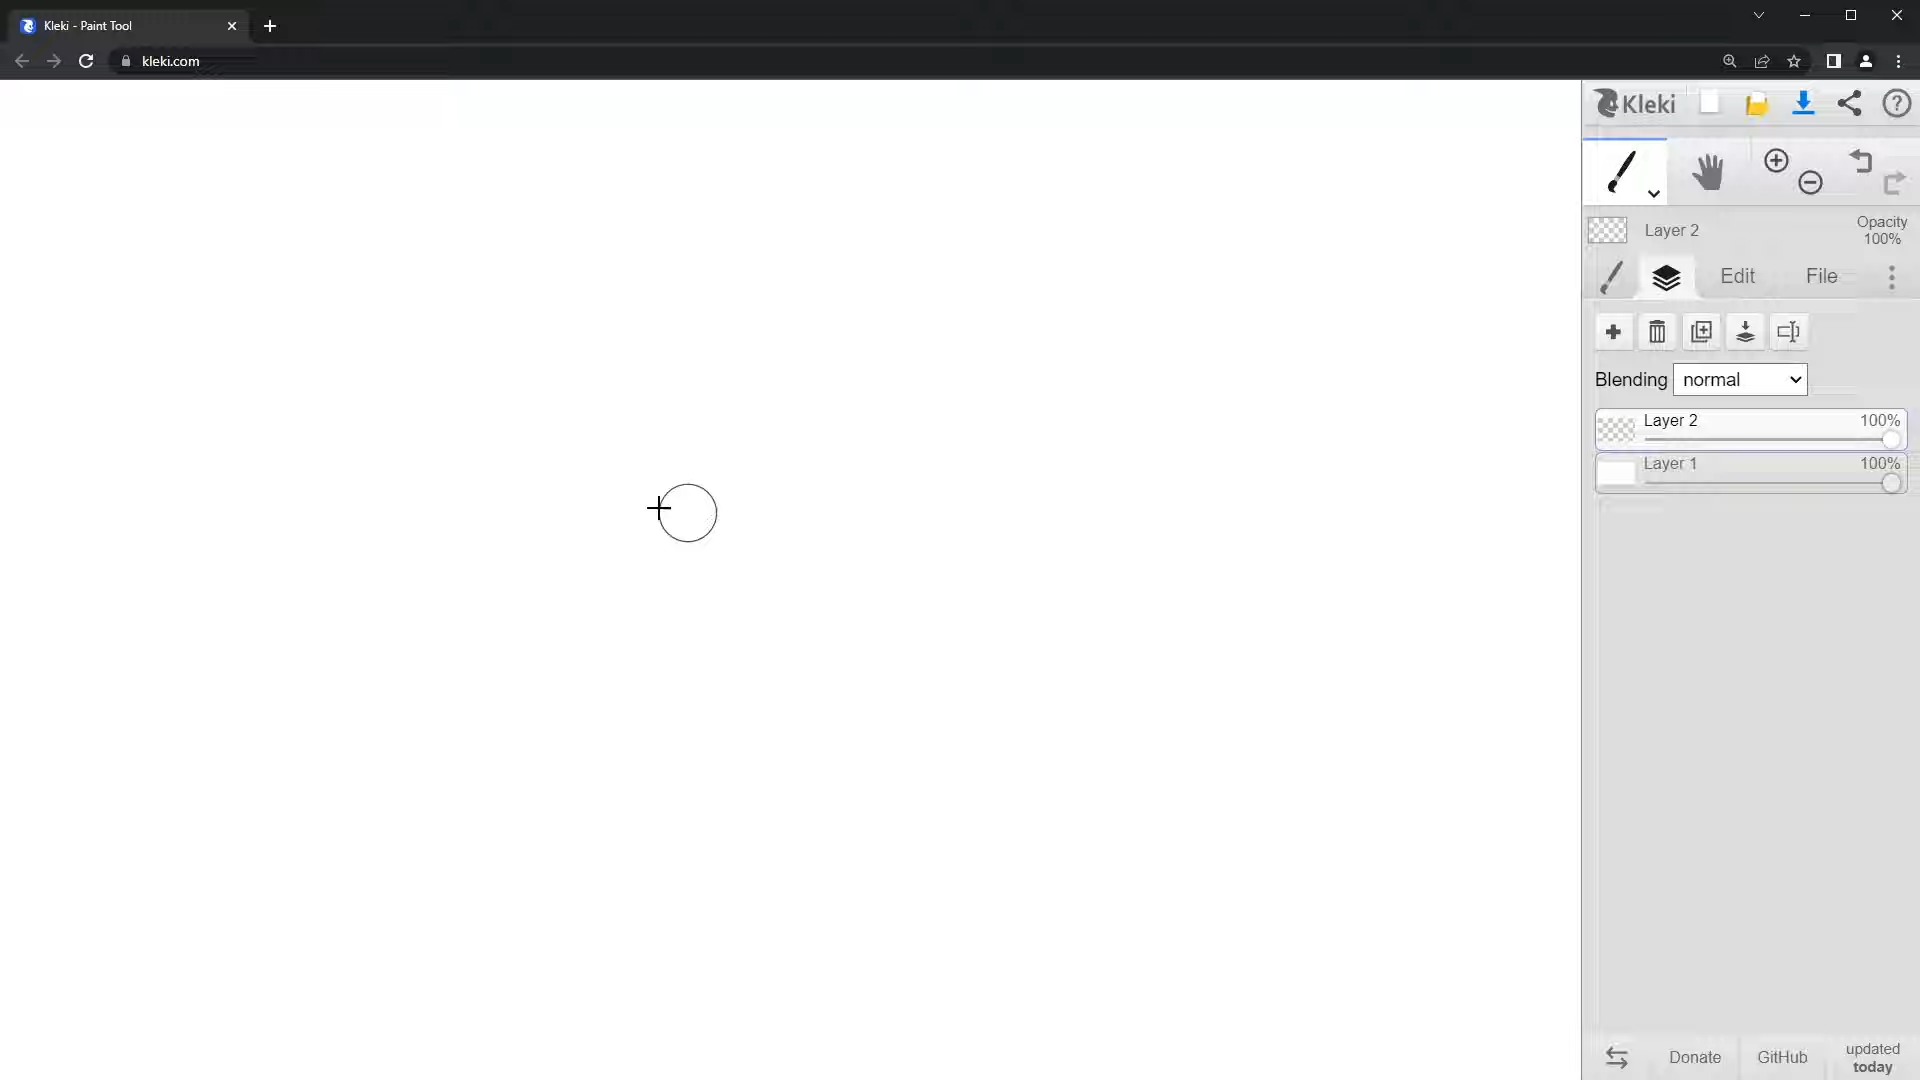 Kleki - Paint Tool
kleki.com
Kleki
Layer 2
Opacity
100%
Edit
File
Blending
normal
Layer 2
100%
Layer 1
100%
Donate
GitHub
updated
today